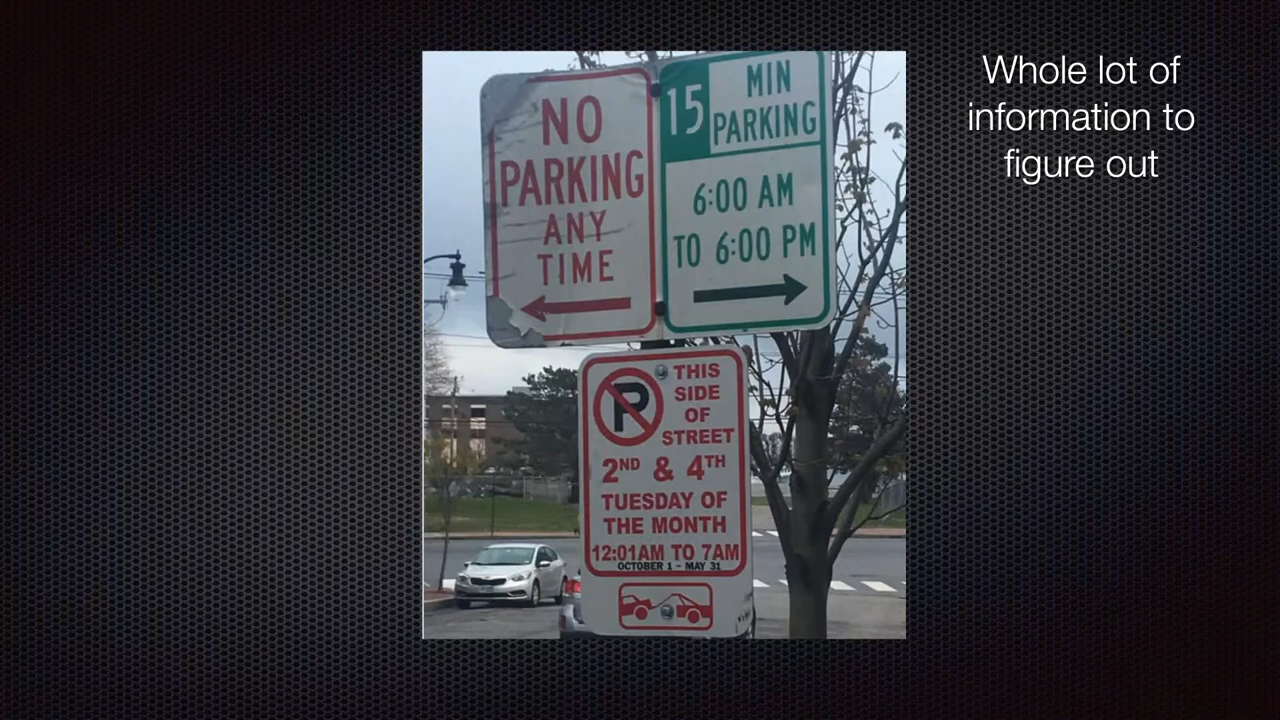 Whole lot of
information to
figure out
NO
PARKING
ANY
TIME
15 MIN
PARKING
6:00 AM
TO 6:00 PM
P
THIS
SIDE
OF
STREET
2ND & 4TH
TUESDAY OF
THE MONTH
12:01AM TO 7AM
OCTOBER 1 - MAY 31